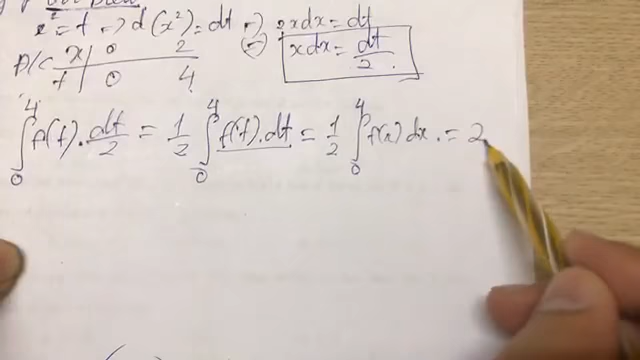 x² = t => d(x²) = dt => 2xdx = dt
(=) xdx = dt/2.
Đ/C x | 0 2
t | 0 4
∫₀⁴ f(t). dt/2 = 1/2 ∫₀⁴ f(t).dt = 1/2 ∫₀⁴ f(x)dx. = 2